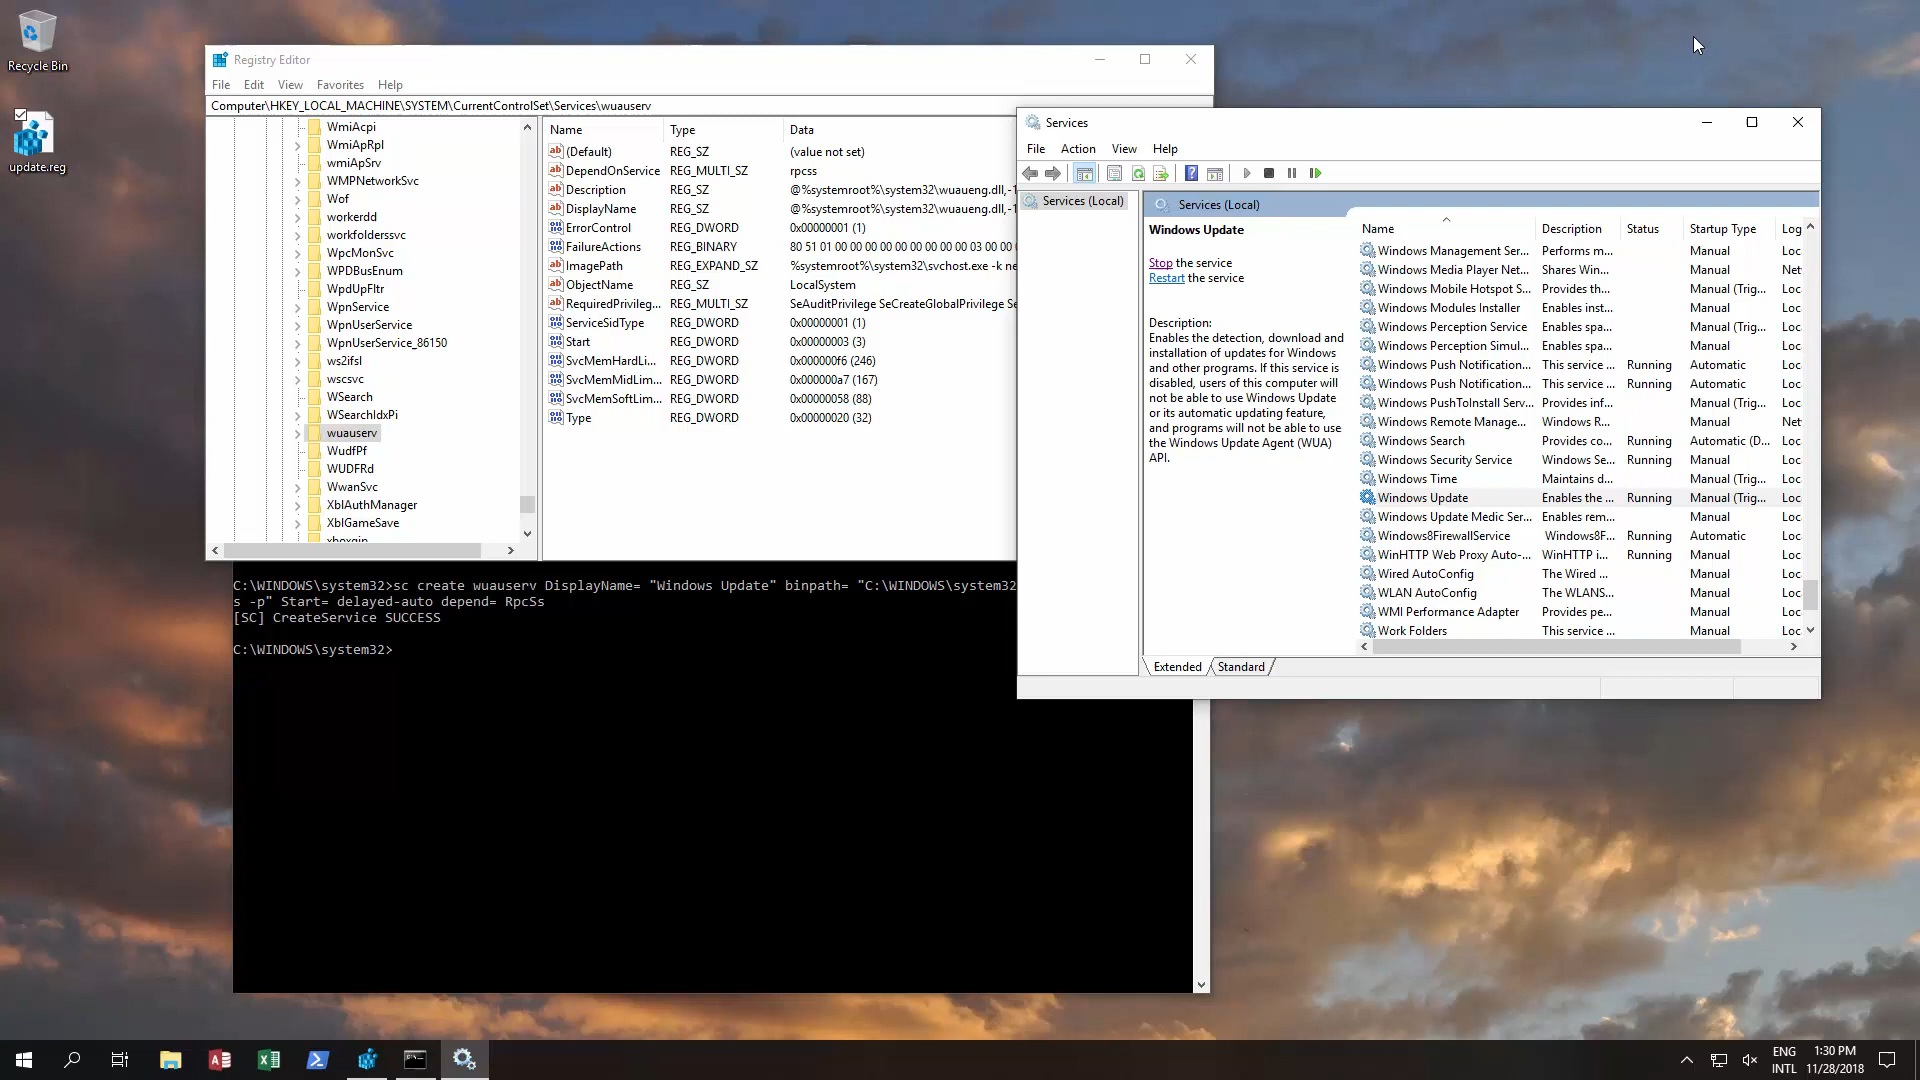 Recycle Bin
update.reg
Registry Editor
File Edit View Favorites Help
Computer\HKEY_LOCAL_MACHINE\SYSTEM\CurrentControlSet\Services\wuauserv
WmiAcpi
WmiApRpl
wmiApSrv
WMPNetworkSvc
Wof
workerdd
workfolderssvc
WpcMonSvc
WPDBusEnum
WpdUpFltr
WpnService
WpnUserService
WpnUserService_86150
ws2ifsl
wscsvc
WSearch
WSearchIdxPi
wuauserv
WudfPf
WUDFRd
WwanSvc
XblAuthManager
XblGameSave
xboxgip
Name Type Data
(Default) REG_SZ (value not set)
DependOnService REG_MULTI_SZ rpcss
Description REG_SZ @%systemroot%\system32\wuaueng.dll,-1
DisplayName REG_SZ @%systemroot%\system32\wuaueng.dll,-1
ErrorControl REG_DWORD 0x00000001 (1)
FailureActions REG_BINARY 80 51 01 00 00 00 00 00 00 00 00 00 03 00 00
ImagePath REG_EXPAND_SZ %systemroot%\system32\svchost.exe -k ne
ObjectName REG_SZ LocalSystem
RequiredPrivileg... REG_MULTI_SZ SeAuditPrivilege SeCreateGlobalPrivilege Se
ServiceSidType REG_DWORD 0x00000001 (1)
Start REG_DWORD 0x00000003 (3)
SvcMemHardLi... REG_DWORD 0x000000f6 (246)
SvcMemMidLim... REG_DWORD 0x000000a7 (167)
SvcMemSoftLim... REG_DWORD 0x00000058 (88)
Type REG_DWORD 0x00000020 (32)
C:\WINDOWS\system32>sc create wuauserv DisplayName= "Windows Update" binpath= "C:\WINDOWS\system32
s -p" Start= delayed-auto depend= RpcSs
[SC] CreateService SUCCESS
C:\WINDOWS\system32>
Services
File Action View Help
Services (Local)
Services (Local)
Windows Update
Stop the service
Restart the service
Description:
Enables the detection, download and
installation of updates for Windows
and other programs. If this service is
disabled, users of this computer will
not be able to use Windows Update
or its automatic updating feature,
and programs will not be able to use
the Windows Update Agent (WUA)
API.
Name Description Status Startup Type Log
Windows Management Ser... Performs m... Manual Loc
Windows Media Player Net... Shares Win... Manual Net
Windows Mobile Hotspot S... Provides th... Manual (Trig... Loc
Windows Modules Installer Enables inst... Manual Loc
Windows Perception Service Enables spa... Manual (Trig... Loc
Windows Perception Simul... Enables spa... Manual Loc
Windows Push Notification... This service ... Running Automatic Loc
Windows Push Notification... This service ... Running Automatic Loc
Windows PushToInstall Serv... Provides inf... Manual (Trig... Loc
Windows Remote Manage... Windows R... Manual Net
Windows Search Provides co... Running Automatic (D... Loc
Windows Security Service Windows Se... Running Manual Loc
Windows Time Maintains d... Manual (Trig... Loc
Windows Update Enables the ... Running Manual (Trig... Loc
Windows Update Medic Ser... Enables rem... Manual Loc
Windows8FirewallService Windows8F... Running Automatic Loc
WinHTTP Web Proxy Auto-... WinHTTP i... Running Manual Loc
Wired AutoConfig The Wired ... Manual Loc
WLAN AutoConfig The WLANS... Manual Loc
WMI Performance Adapter Provides pe... Manual Loc
Work Folders This service ... Manual Loc
Extended Standard
ENG
INTL
1:30 PM
11/28/2018